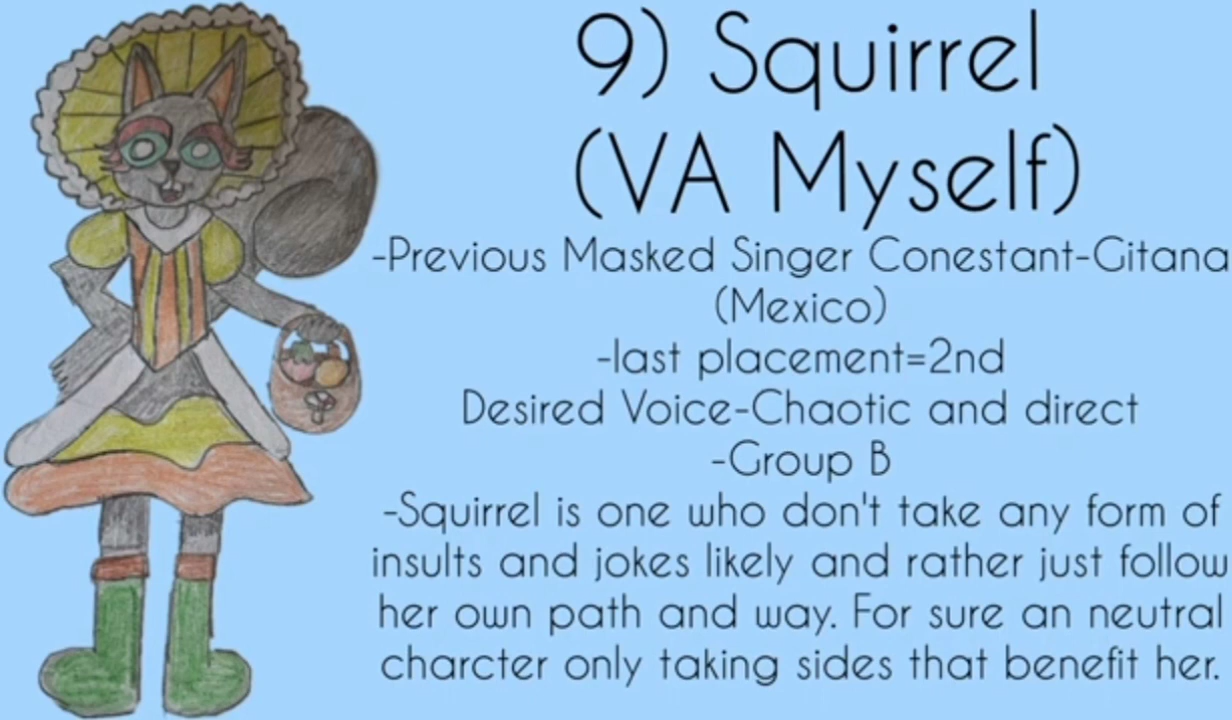 9) Squirrel
(VA Myself)
-Previous Masked Singer Conestant-Gitana
(Mexico)
-last placement=2nd
Desired Voice-Chaotic and direct
-Group B
-Squirrel is one who don't take any form of
insults and jokes likely and rather just follow
her own path and way. For sure an neutral
charcter only taking sides that benefit her.